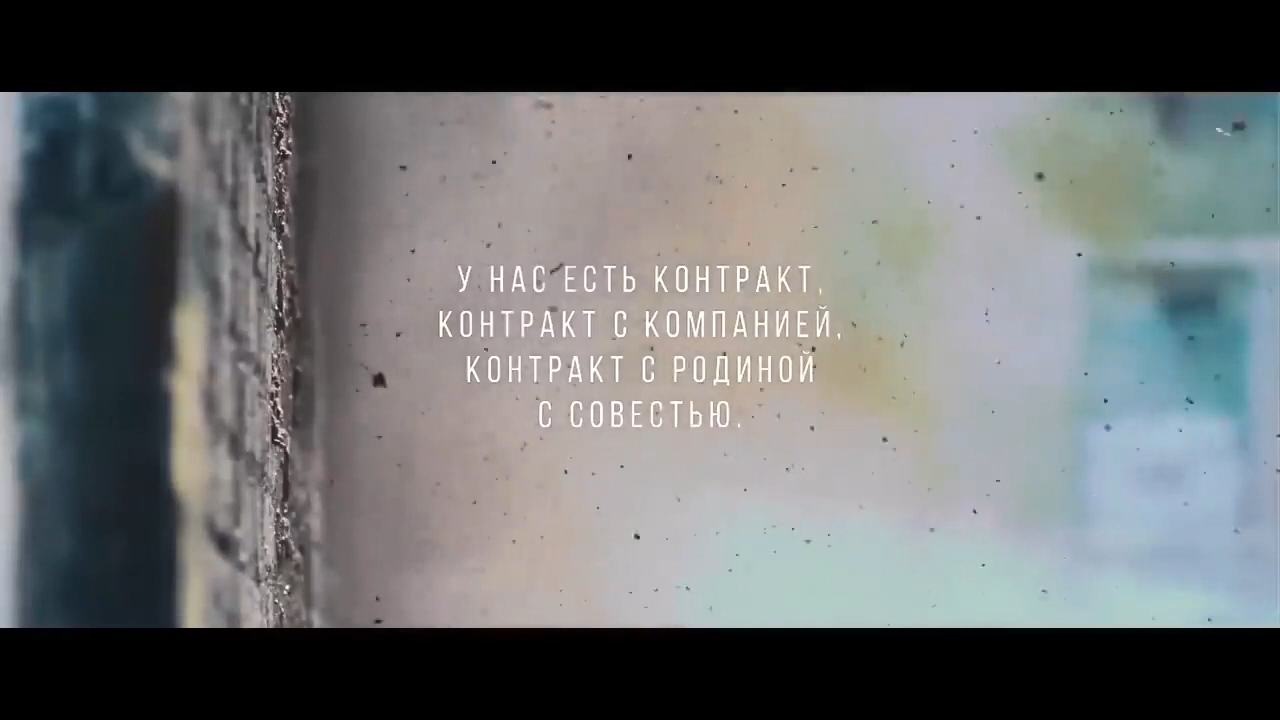 У НАС ЕСТЬ КОНТРАКТ,
КОНТРАКТ С КОМПАНИЕЙ,
КОНТРАКТ С РОДИНОЙ
С СОВЕСТЬЮ.